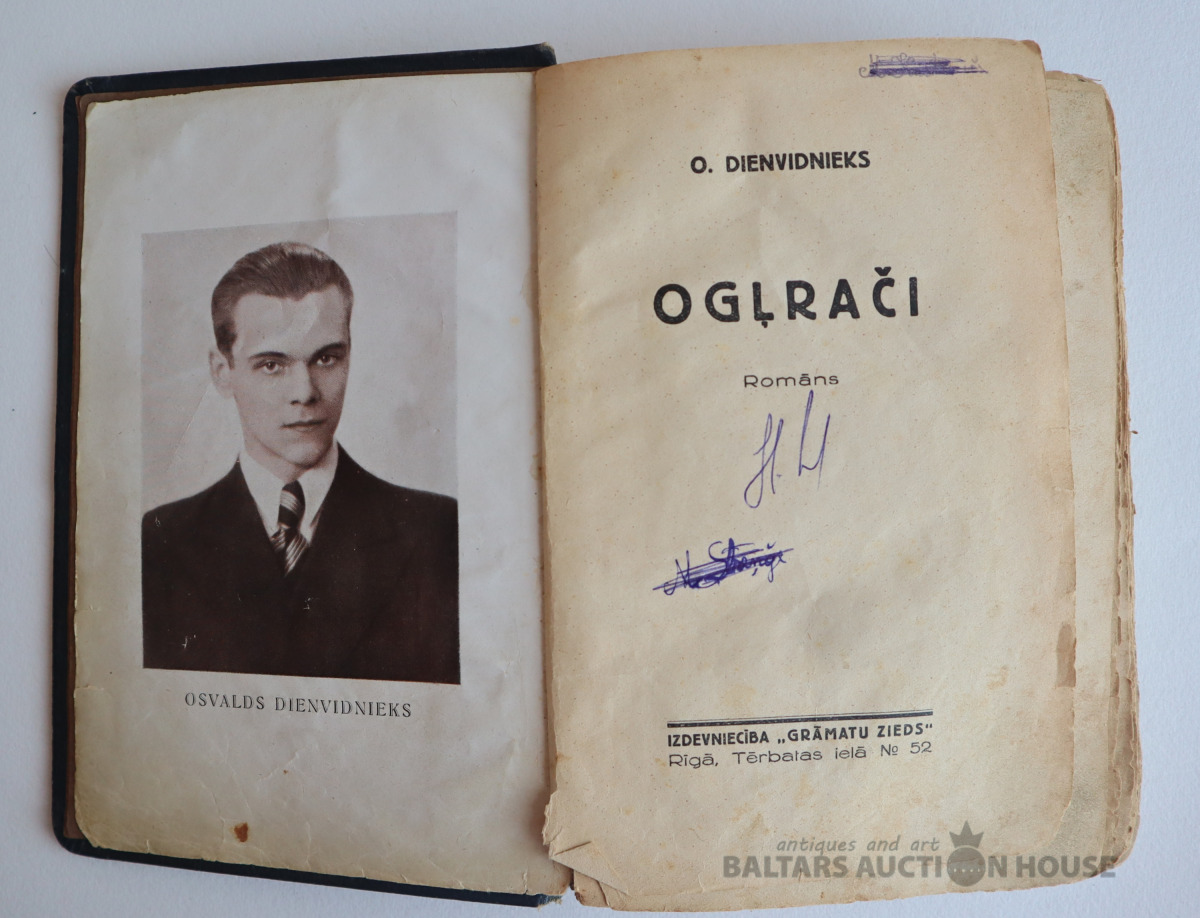 OSVALDS DIENVIDNIEKS
O. DIENVIDNIEKS
OGĻRAČI
Romāns
IZDEVNIECĪBA „GRĀMATU ZIEDS"
Rīgā, Tērbatas ielā № 52
antiques and art
BALTARS AUCTION HOUSE